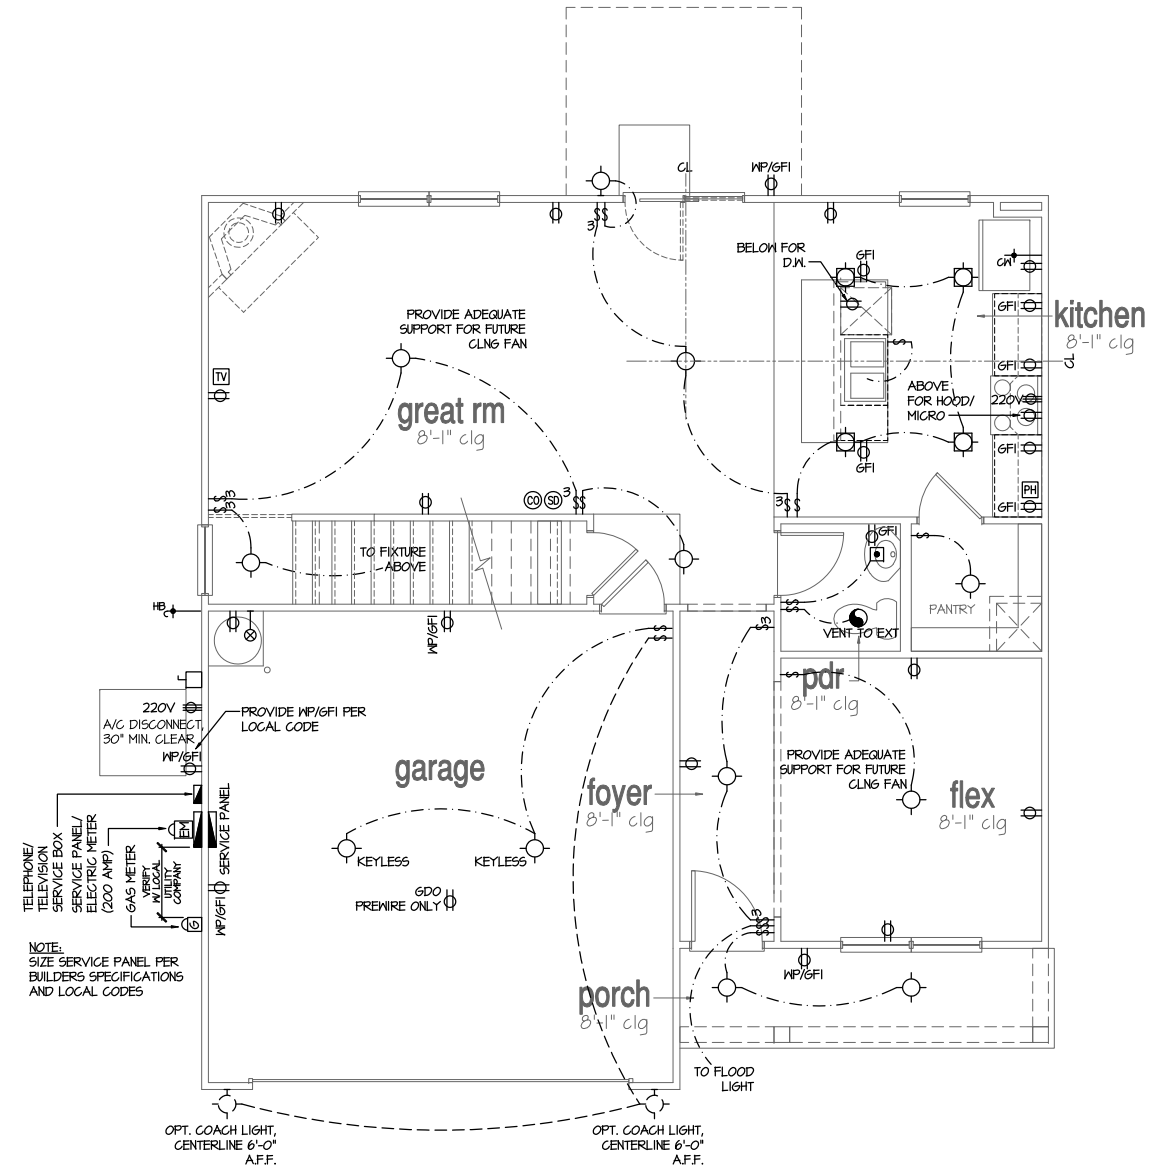 CL
WP/GFI
3
BELOW FOR
D.W.
GFI
CW
GFI
kitchen
8'-1" clg
CL
PROVIDE ADEQUATE
SUPPORT FOR FUTURE
CLNG FAN
GFI
TV
ABOVE
FOR HOOD/
MICRO
220V
great rm
8'-1" clg
GFI
GFI
PH
GFI
S
S
3
S
S
3
CO
SD
3
S
S
3
S
S
TO FIXTURE
ABOVE
GFI
S
PANTRY
HB
WP/GFI
S
S
S
S
VENT TO EXT
S
S
3
pdr
8'-1" clg
S
220V
A/C DISCONNECT,
30" MIN. CLEAR
WP/GFI
PROVIDE WP/GFI PER
LOCAL CODE
PROVIDE ADEQUATE
SUPPORT FOR FUTURE
CLNG FAN
garage
foyer
8'-1" clg
flex
8'-1" clg
TELEPHONE/
TELEVISION
SERVICE BOX
SERVICE PANEL/
ELECTRIC METER
(200 AMP)
GAS METER
VERIFY
W/ LOCAL
UTILITY
COMPANY
EM
G
SERVICE PANEL
WP/GFI
KEYLESS
KEYLESS
GDO
PREWIRE ONLY
3
S
S
S
NOTE:
SIZE SERVICE PANEL PER
BUILDERS SPECIFICATIONS
AND LOCAL CODES
WP/GFI
porch
8'-1" clg
TO FLOOD
LIGHT
OPT. COACH LIGHT,
CENTERLINE 6'-0"
A.F.F.
OPT. COACH LIGHT,
CENTERLINE 6'-0"
A.F.F.